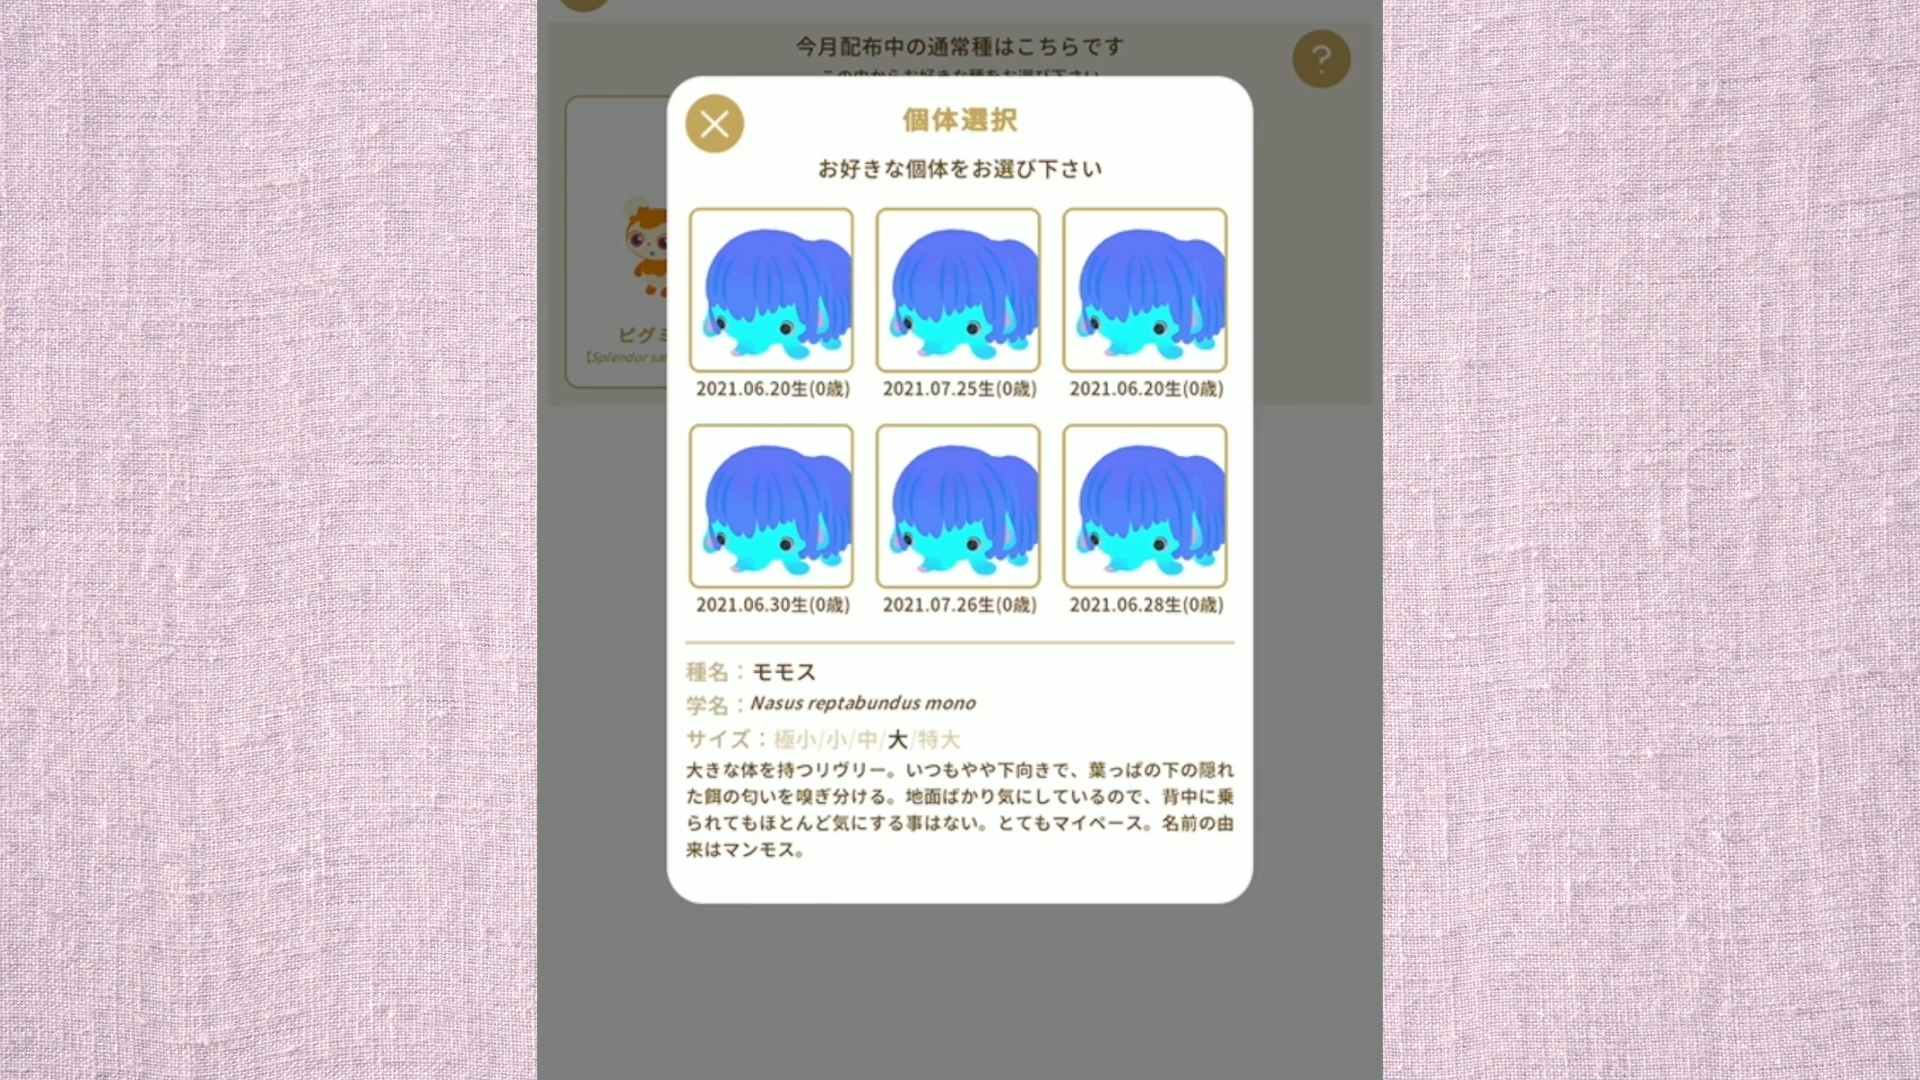 今月配布中の通常種はこちらです
?
個体選択
お好きな個体をお選び下さい
2021.06.20生(0歳) 2021.07.25生(0歳) 2021.06.20生(0歳)
2021.06.30生(0歳) 2021.07.26生(0歳) 2021.06.28生(0歳)
ピグミ
【Splendor sa
種名：モモス
学名：Nasus reptabundus mono
サイズ：極小/小/中/大/特大
大きな体を持つリヴリー。いつもやや下向きで、葉っぱの下の隠れ
た餌の匂いを嗅ぎ分ける。地面ばかり気にしているので、背中に乗
られてもほとんど気にする事はない。とてもマイペース。名前の由
来はマンモス。